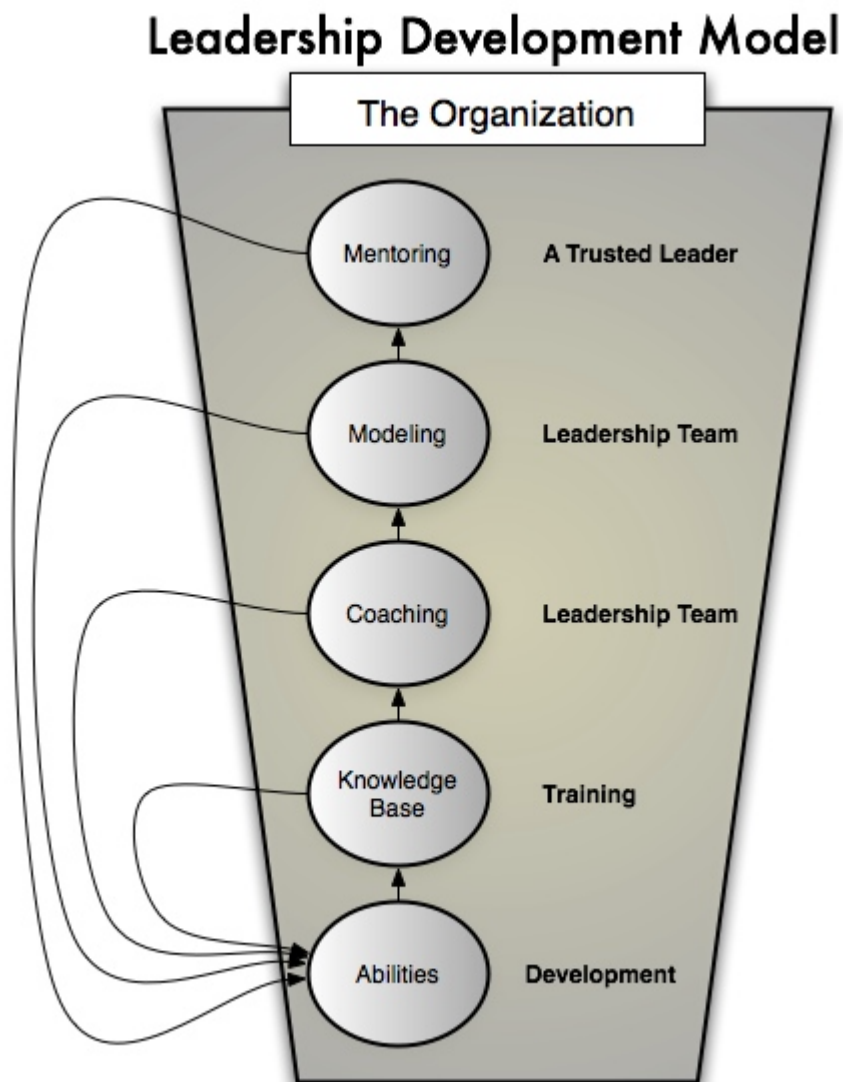 Leadership Development Model
The Organization
Mentoring
A Trusted Leader
Modeling
Leadership Team
Coaching
Leadership Team
Knowledge
Base
Training
Abilities
Development